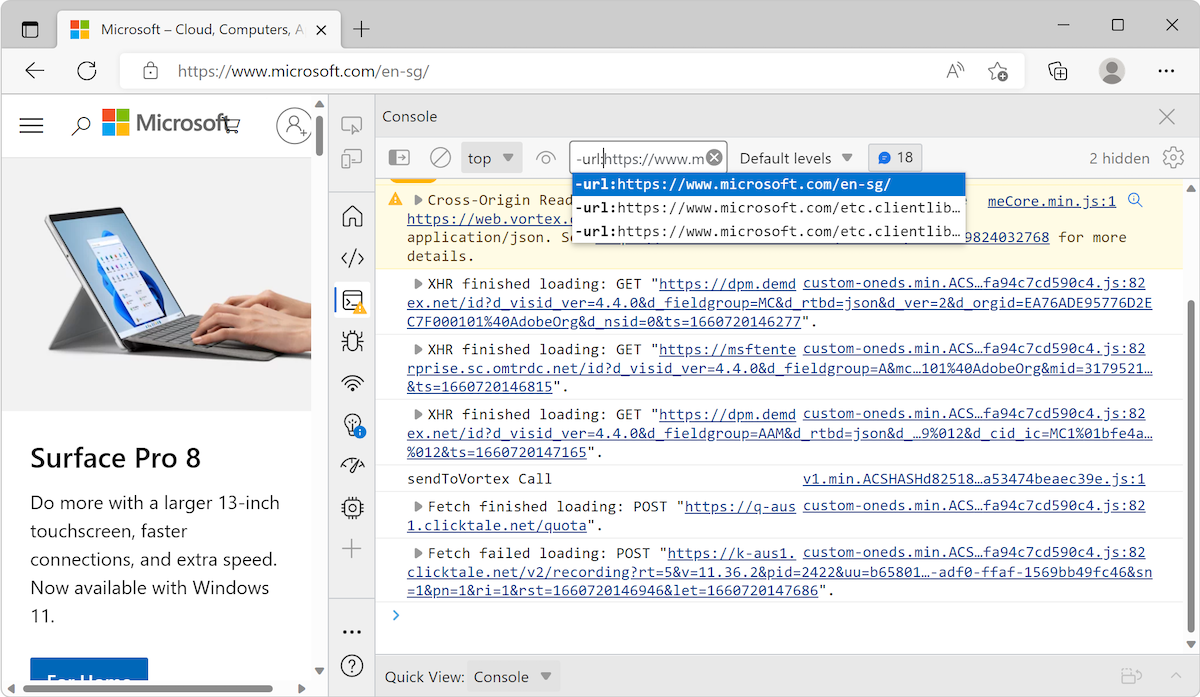 Microsoft – Cloud, Computers, A
https://www.microsoft.com/en-sg/
Microsoft
Surface Pro 8
Do more with a larger 13-inch
touchscreen, faster
connections, and extra speed.
Now available with Windows
11.
For Home
Console
top
-url:https://www.m
Default levels
18
2 hidden
-url:https://www.microsoft.com/en-sg/
-url:https://www.microsoft.com/etc.clientlib…
-url:https://www.microsoft.com/etc.clientlib…
Cross-Origin Read meCore.min.js:1
https://web.vortex.
application/json. S 9824032768 for more
details.
XHR finished loading: GET "https://dpm.demd custom-oneds.min.ACS…fa94c7cd590c4.js:82
ex.net/id?d_visid_ver=4.4.0&d_fieldgroup=MC&d_rtbd=json&d_ver=2&d_orgid=EA76ADE95776D2E
C7F000101%40AdobeOrg&d_nsid=0&ts=1660720146277".
XHR finished loading: GET "https://msftente custom-oneds.min.ACS…fa94c7cd590c4.js:82
rprise.sc.omtrdc.net/id?d_visid_ver=4.4.0&d_fieldgroup=A&mc…101%40AdobeOrg&mid=3179521…
&ts=1660720146815".
XHR finished loading: GET "https://dpm.demd custom-oneds.min.ACS…fa94c7cd590c4.js:82
ex.net/id?d_visid_ver=4.4.0&d_fieldgroup=AAM&d_rtbd=json&d_…9%012&d_cid_ic=MC1%01bfe4a…
%012&ts=1660720147165".
sendToVortex Call v1.min.ACSHASHd82518…a53474beaec39e.js:1
Fetch finished loading: POST "https://q-aus custom-oneds.min.ACS…fa94c7cd590c4.js:82
1.clicktale.net/quota".
Fetch failed loading: POST "https://k-aus1. custom-oneds.min.ACS…fa94c7cd590c4.js:82
clicktale.net/v2/recording?rt=5&v=11.36.2&pid=2422&uu=b65801…-adf0-ffaf-1569bb49fc46&sn
=1&pn=1&ri=1&rst=1660720146946&let=1660720147686".
Quick View: Console